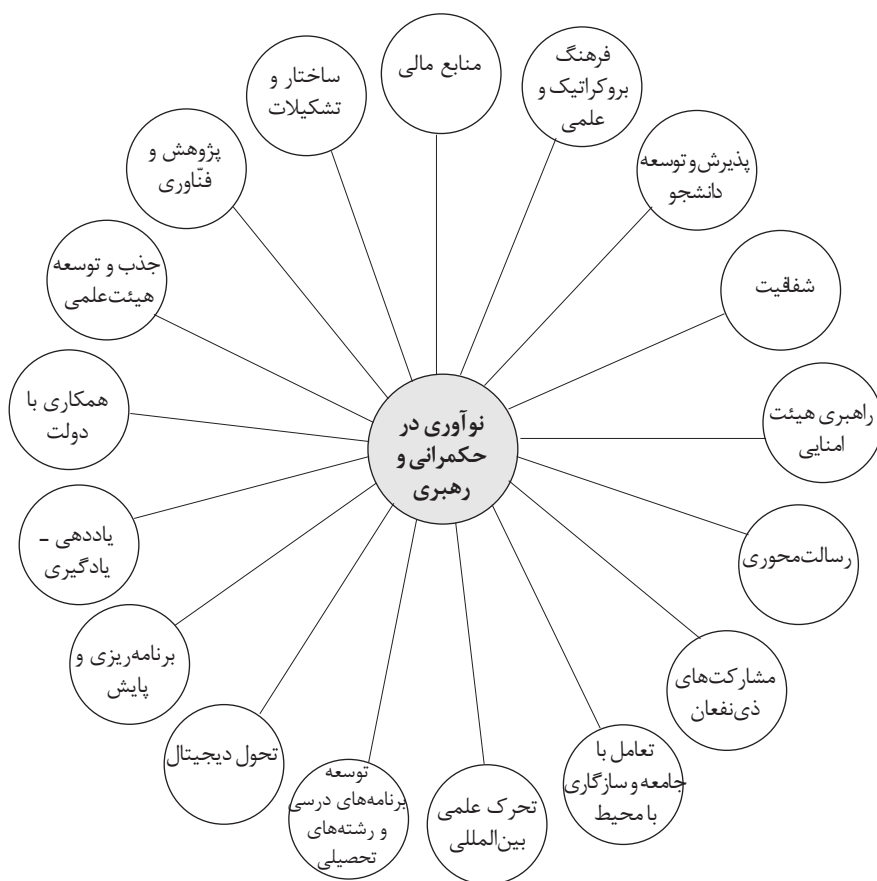 منابع مالی
فرهنگ
بروکراتیک و
علمی
پذیرش و توسعه
دانشجو
شفافیت
راهبری هیئت
امنایی
رسالت‌محوری
مشارکت‌های
ذی‌نفعان
تعامل با
جامعه و سازگاری
با محیط
تحرک علمی
بین‌المللی
توسعه
برنامه‌های درسی
و رشته‌های
تحصیلی
تحول دیجیتال
برنامه‌ریزی و
پایش
یاددهی ـ
یادگیری
همکاری با
دولت
جذب و توسعه
هیئت‌علمی
پژوهش و
فنّاوری
ساختار و
تشکیلات
نوآوری در
حکمرانی و
رهبری